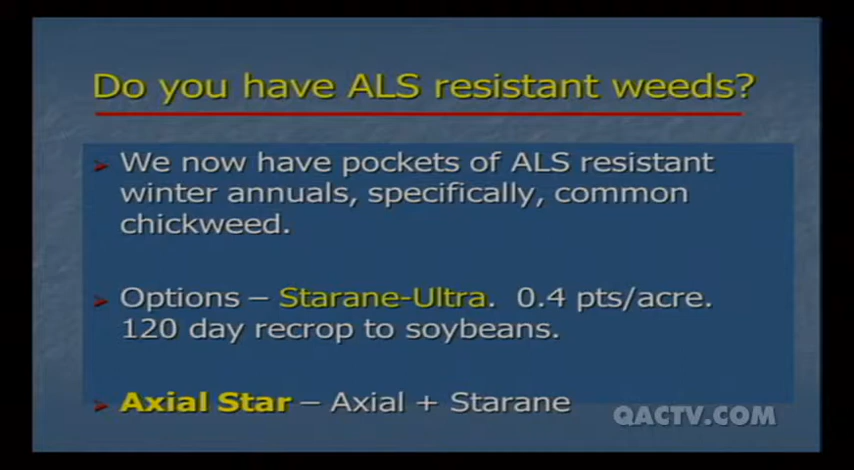 Do you have ALS resistant weeds?
We now have pockets of ALS resistant
winter annuals, specifically, common
chickweed.
Options – Starane-Ultra. 0.4 pts/acre.
120 day recrop to soybeans.
Axial Star – Axial + Starane
QACTV.COM